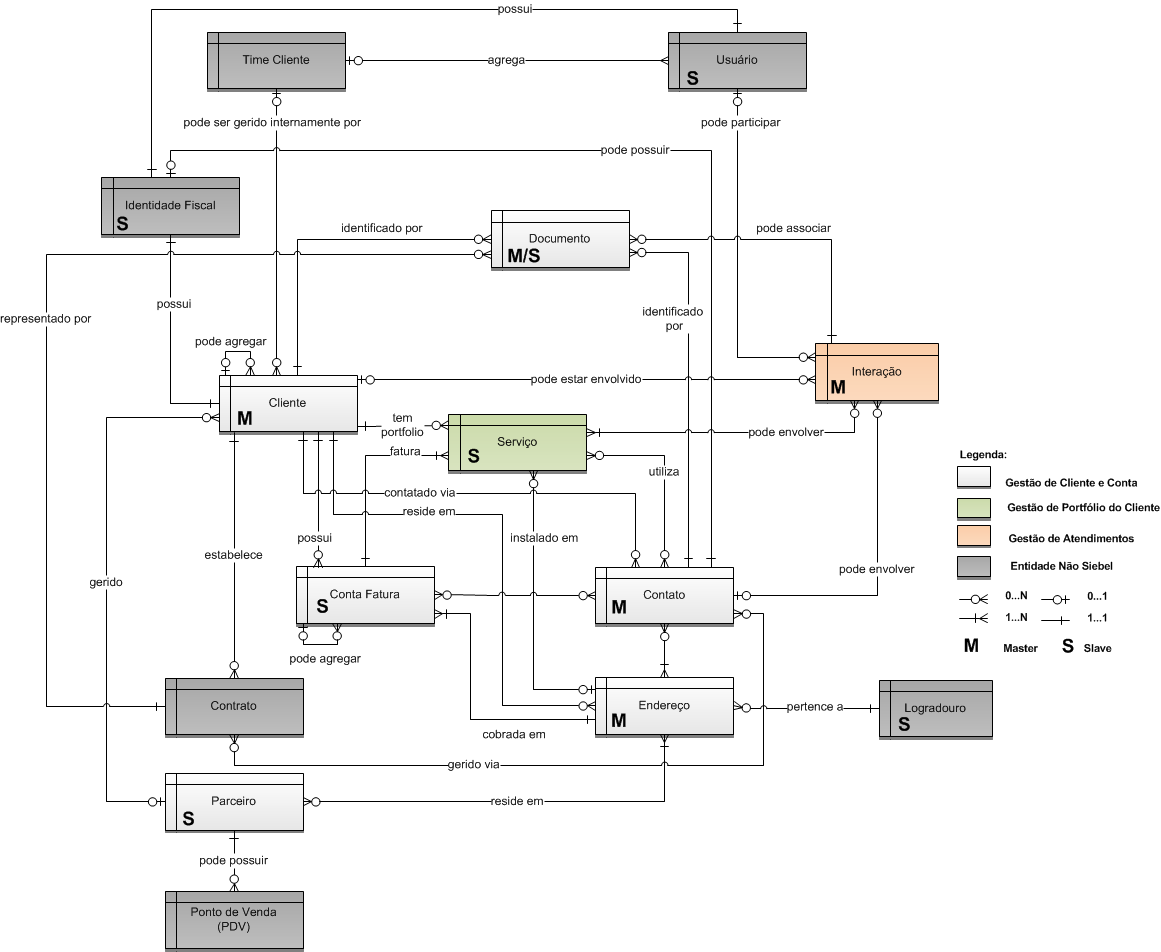 possui
Time Cliente
agrega
Usuário
S
pode ser gerido internamente por
pode participar
pode possuir
Identidade Fiscal
S
identificado por
Documento
M/S
pode associar
possui
representado por
identificado
por
pode agregar
Interação
M
pode estar envolvido
Cliente
M
tem
portfolio
Serviço
S
pode envolver
fatura
utiliza
Legenda:
Gestão de Cliente e Conta
contatado via
Gestão de Portfólio do Cliente
reside em
possui
instalado em
Gestão de Atendimentos
estabelece
Entidade Não Siebel
pode envolver
gerido
Conta Fatura
S
Contato
M
0...N
0...1
1...N
1...1
M
Master
S
Slave
pode agregar
Contrato
Endereço
M
pertence a
Logradouro
S
cobrada em
gerido via
Parceiro
S
reside em
pode possuir
Ponto de Venda
(PDV)